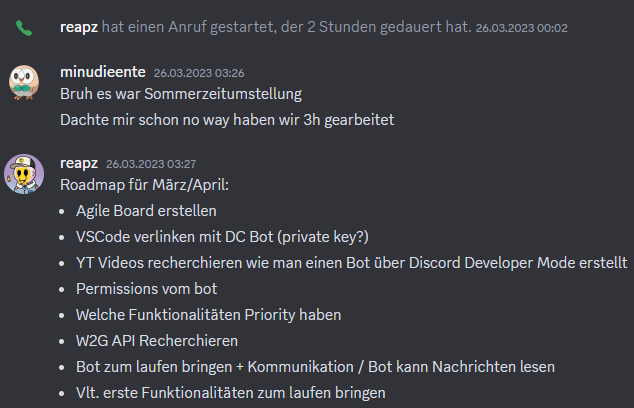 reapz hat einen Anruf gestartet, der 2 Stunden gedauert hat. 26.03.2023 00:02
minudieente 26.03.2023 03:26
Bruh es war Sommerzeitumstellung
Dachte mir schon no way haben wir 3h gearbeitet
reapz 26.03.2023 03:27
Roadmap für März/April:
• Agile Board erstellen
• VSCode verlinken mit DC Bot (private key?)
• YT Videos recherchieren wie man einen Bot über Discord Developer Mode erstellt
• Permissions vom bot
• Welche Funktionalitäten Priority haben
• W2G API Recherchieren
• Bot zum laufen bringen + Kommunikation / Bot kann Nachrichten lesen
• Vlt. erste Funktionalitäten zum laufen bringen